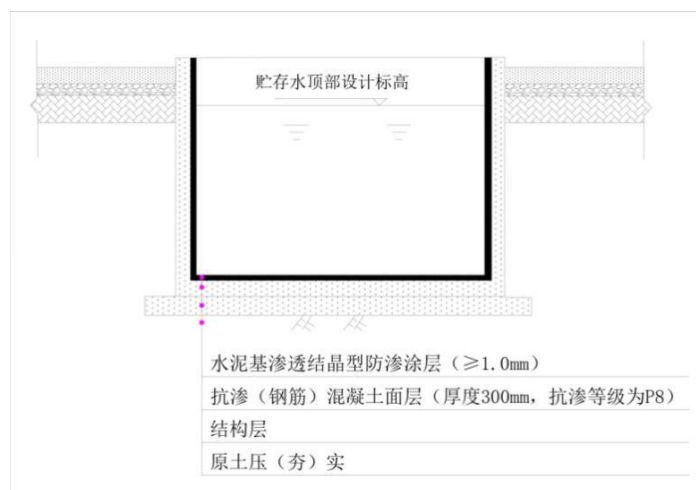 贮存水顶部设计标高
水泥基渗透结晶型防渗涂层（≥1.0mm）
抗渗（钢筋）混凝土面层（厚度300mm，抗渗等级为P8）
结构层
原土压（夯）实